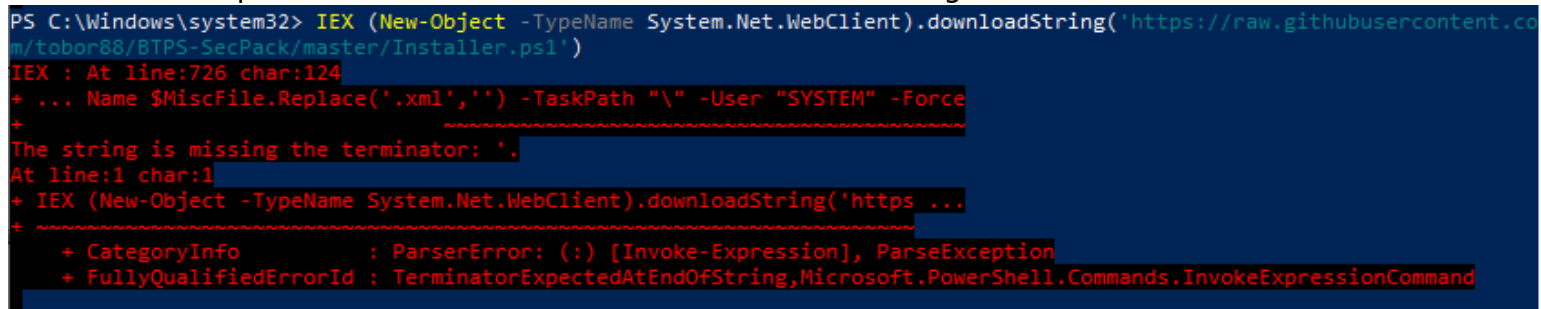 PS C:\Windows\system32> IEX (New-Object -TypeName System.Net.WebClient).downloadString('https://raw.githubusercontent.co
m/tobor88/BTPS-SecPack/master/Installer.ps1')
IEX : At line:726 char:124
+ ... Name $MiscFile.Replace('.xml','') -TaskPath "\" -User "SYSTEM" -Force
+                                   ~~~~~~~~~~~~~~~~~~~~~~~~~~~~~~~~~~~~~~~~~
The string is missing the terminator: '.
At line:1 char:1
+ IEX (New-Object -TypeName System.Net.WebClient).downloadString('https ...
+ ~~~~~~~~~~~~~~~~~~~~~~~~~~~~~~~~~~~~~~~~~~~~~~~~~~~~~~~~~~~~~~~~~~~~~
    + CategoryInfo          : ParserError: (:) [Invoke-Expression], ParseException
    + FullyQualifiedErrorId : TerminatorExpectedAtEndOfString,Microsoft.PowerShell.Commands.InvokeExpressionCommand